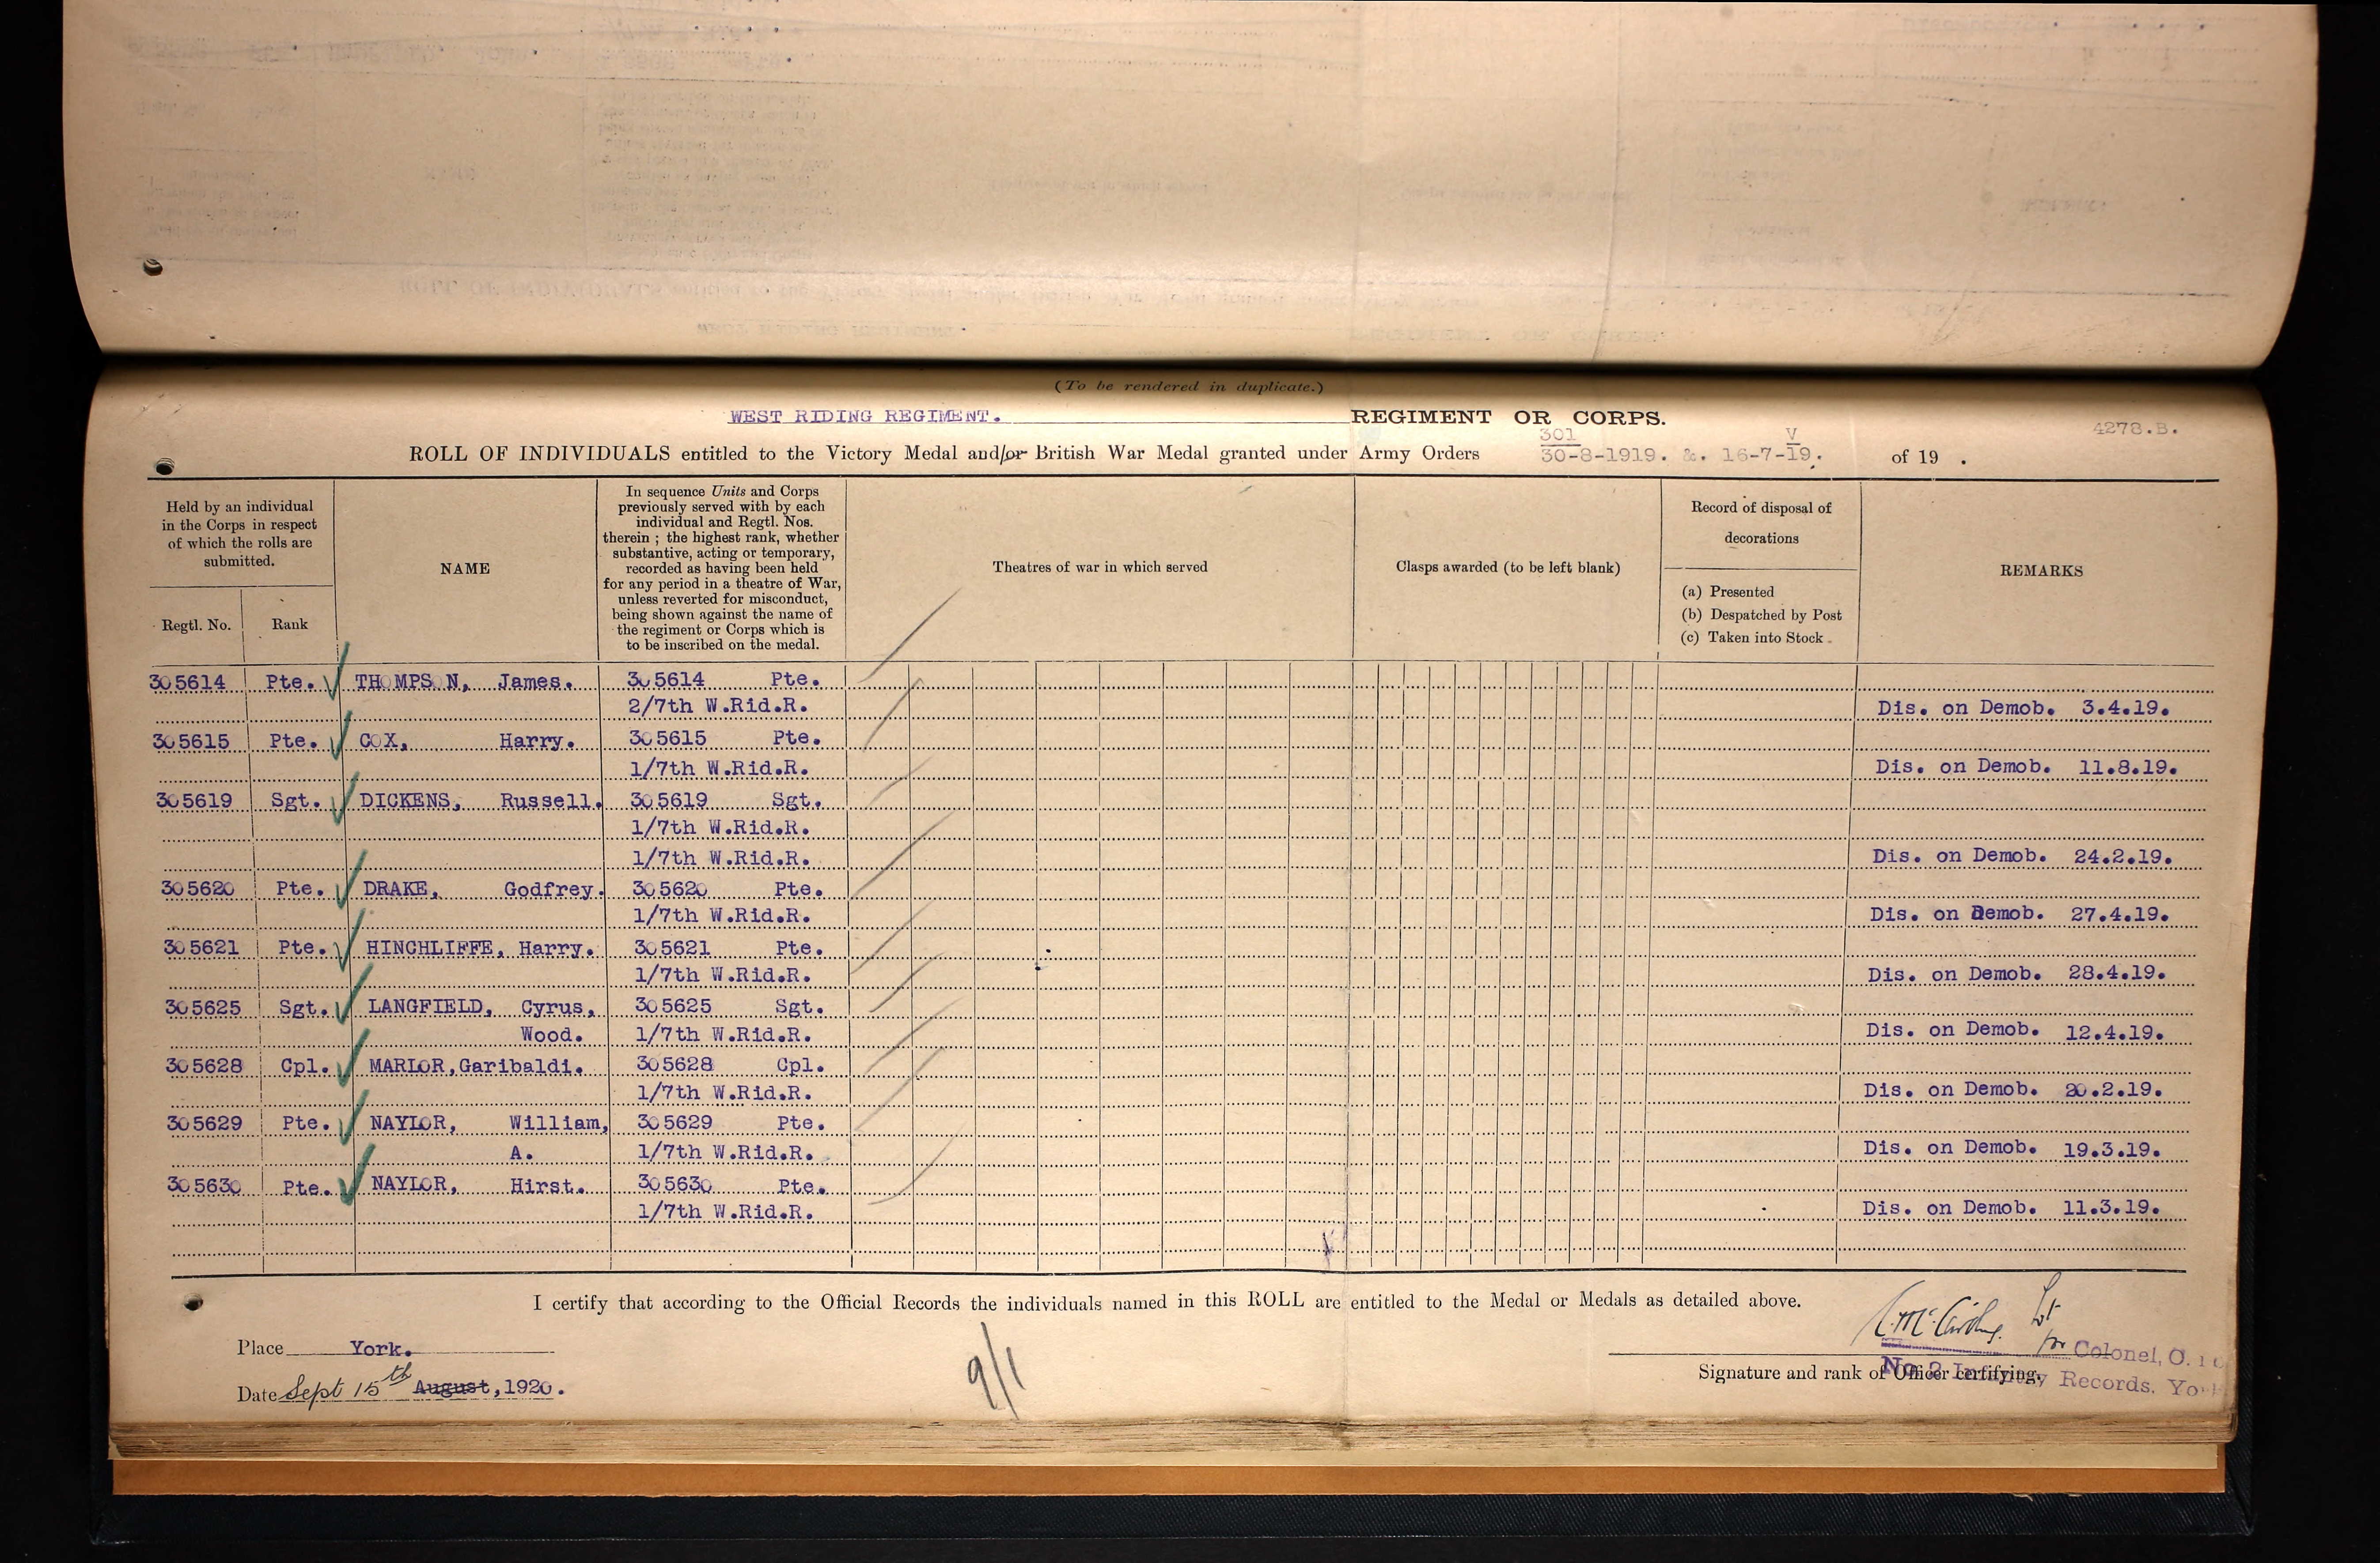 (To be rendered in duplicate.)
WEST RIDING REGIMENT. REGIMENT OR CORPS.
4278.B.
301 V
ROLL OF INDIVIDUALS entitled to the Victory Medal and/or British War Medal granted under Army Orders 30-8-1919. &. 16-7-19. of 19 .
Held by an individual
in the Corps in respect
of which the rolls are
submitted.
Regtl. No. Rank
NAME
In sequence Units and Corps
previously served with by each
individual and Regtl. Nos.
therein ; the highest rank, whether
substantive, acting or temporary,
recorded as having been held
for any period in a theatre of War,
unless reverted for misconduct,
being shown against the name of
the regiment or Corps which is
to be inscribed on the medal.
Theatres of war in which served
Clasps awarded (to be left blank)
Record of disposal of
decorations
(a) Presented
(b) Despatched by Post
(c) Taken into Stock
REMARKS
305614 Pte. THOMPSON, James. 305614 Pte.
2/7th W.Rid.R. Dis. on Demob. 3.4.19.
305615 Pte. COX, Harry. 305615 Pte.
1/7th W.Rid.R. Dis. on Demob. 11.8.19.
305619 Sgt. DICKENS, Russell. 305619 Sgt.
1/7th W.Rid.R.
1/7th W.Rid.R. Dis. on Demob. 24.2.19.
305620 Pte. DRAKE, Godfrey. 305620 Pte.
1/7th W.Rid.R. Dis. on Demob. 27.4.19.
305621 Pte. HINCHLIFFE, Harry. 305621 Pte.
1/7th W.Rid.R. Dis. on Demob. 28.4.19.
305625 Sgt. LANGFIELD, Cyrus, 305625 Sgt.
Wood. 1/7th W.Rid.R. Dis. on Demob. 12.4.19.
305628 Cpl. MARLOR, Garibaldi. 305628 Cpl.
1/7th W.Rid.R. Dis. on Demob. 20.2.19.
305629 Pte. NAYLOR, William, 305629 Pte.
A. 1/7th W.Rid.R. Dis. on Demob. 19.3.19.
305630 Pte. NAYLOR, Hirst. 305630 Pte.
1/7th W.Rid.R. Dis. on Demob. 11.3.19.
I certify that according to the Official Records the individuals named in this ROLL are entitled to the Medal or Medals as detailed above.
Lt
Place York.
for Colonel, O.
9/1
Signature and rank of Officer certifying.
No. 2 Infantry Records, York
Date Sept 15th August, 1920.